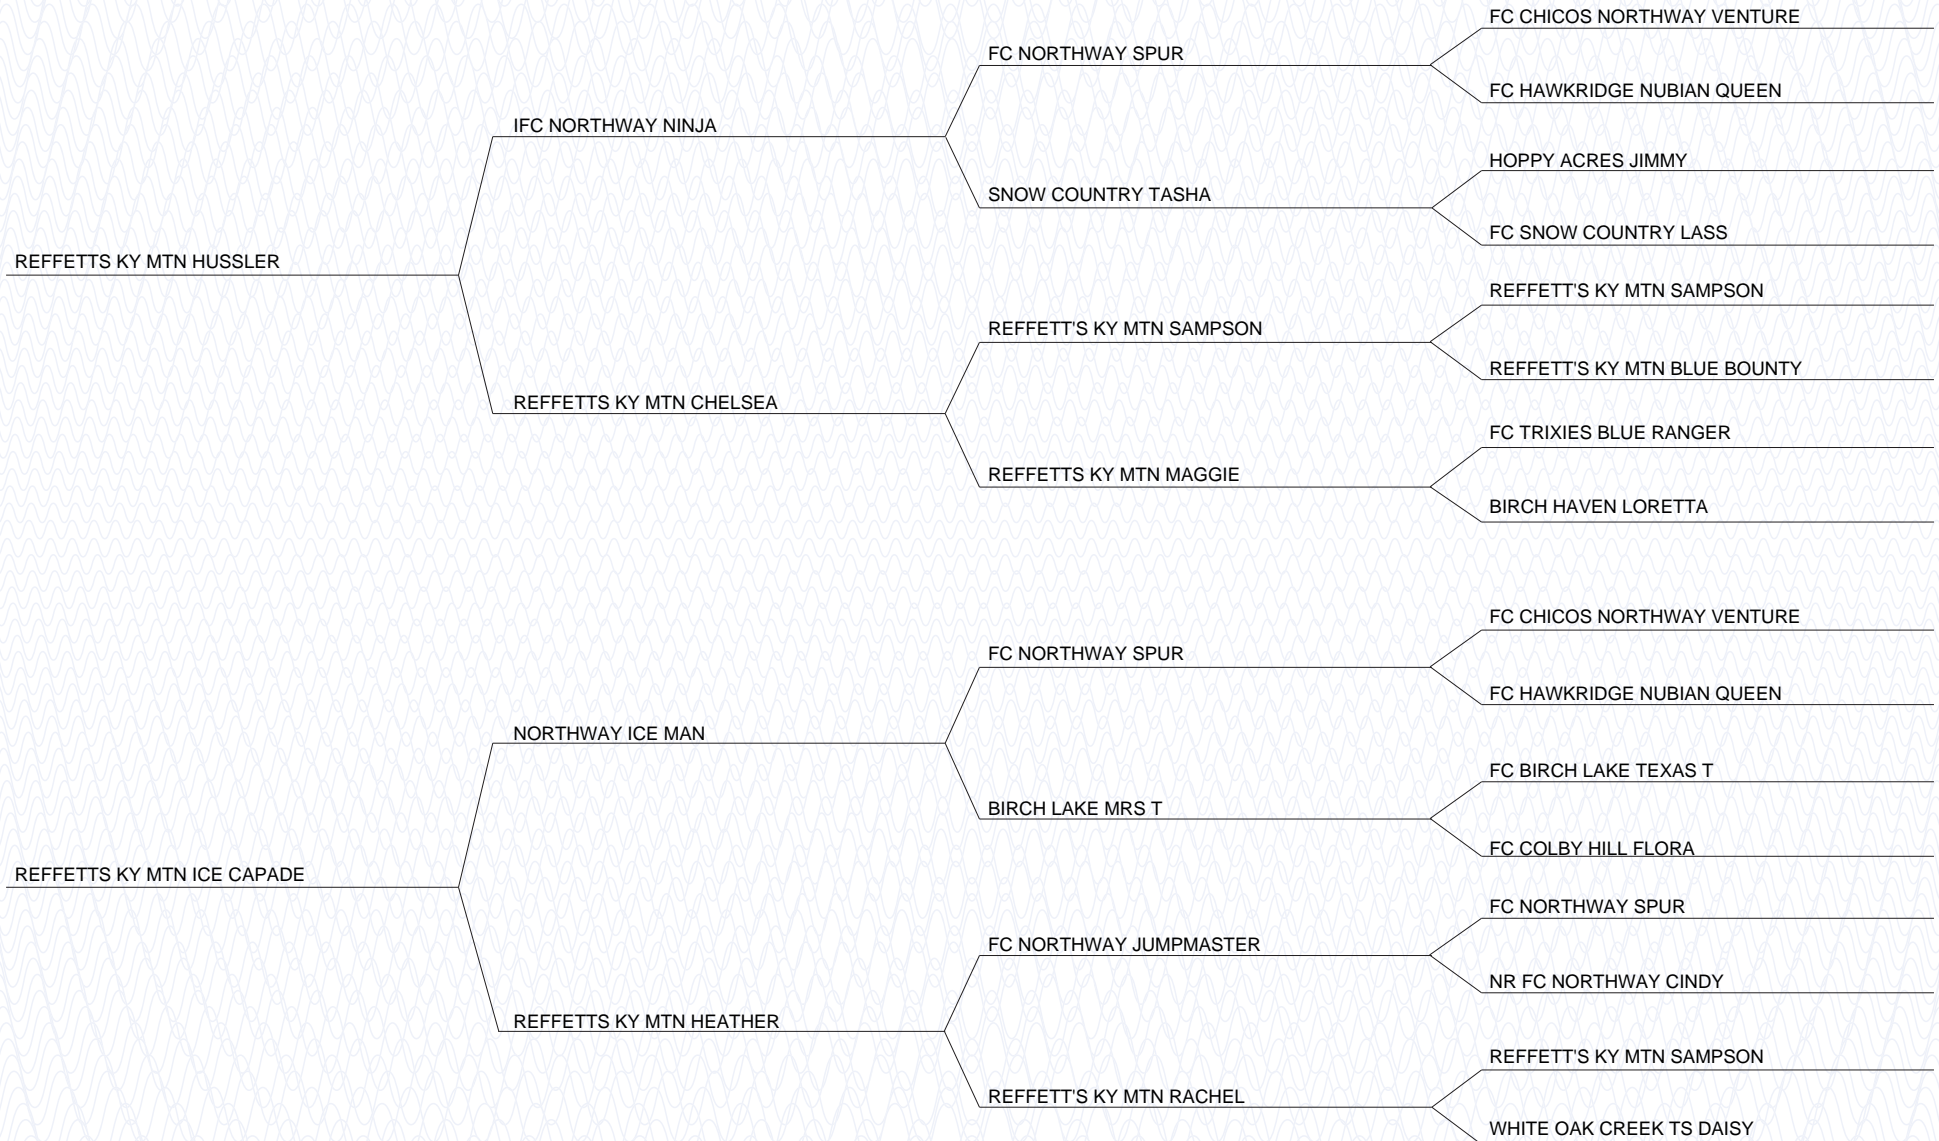 FC CHICOS NORTHWAY VENTURE
FC NORTHWAY SPUR
FC HAWKRIDGE NUBIAN QUEEN
IFC NORTHWAY NINJA
HOPPY ACRES JIMMY
SNOW COUNTRY TASHA
FC SNOW COUNTRY LASS
REFFETTS KY MTN HUSSLER
REFFETT'S KY MTN SAMPSON
REFFETT'S KY MTN SAMPSON
REFFETT'S KY MTN BLUE BOUNTY
REFFETTS KY MTN CHELSEA
FC TRIXIES BLUE RANGER
REFFETTS KY MTN MAGGIE
BIRCH HAVEN LORETTA
FC CHICOS NORTHWAY VENTURE
FC NORTHWAY SPUR
FC HAWKRIDGE NUBIAN QUEEN
NORTHWAY ICE MAN
FC BIRCH LAKE TEXAS T
BIRCH LAKE MRS T
FC COLBY HILL FLORA
REFFETTS KY MTN ICE CAPADE
FC NORTHWAY SPUR
FC NORTHWAY JUMPMASTER
NR FC NORTHWAY CINDY
REFFETTS KY MTN HEATHER
REFFETT'S KY MTN SAMPSON
REFFETT'S KY MTN RACHEL
WHITE OAK CREEK TS DAISY